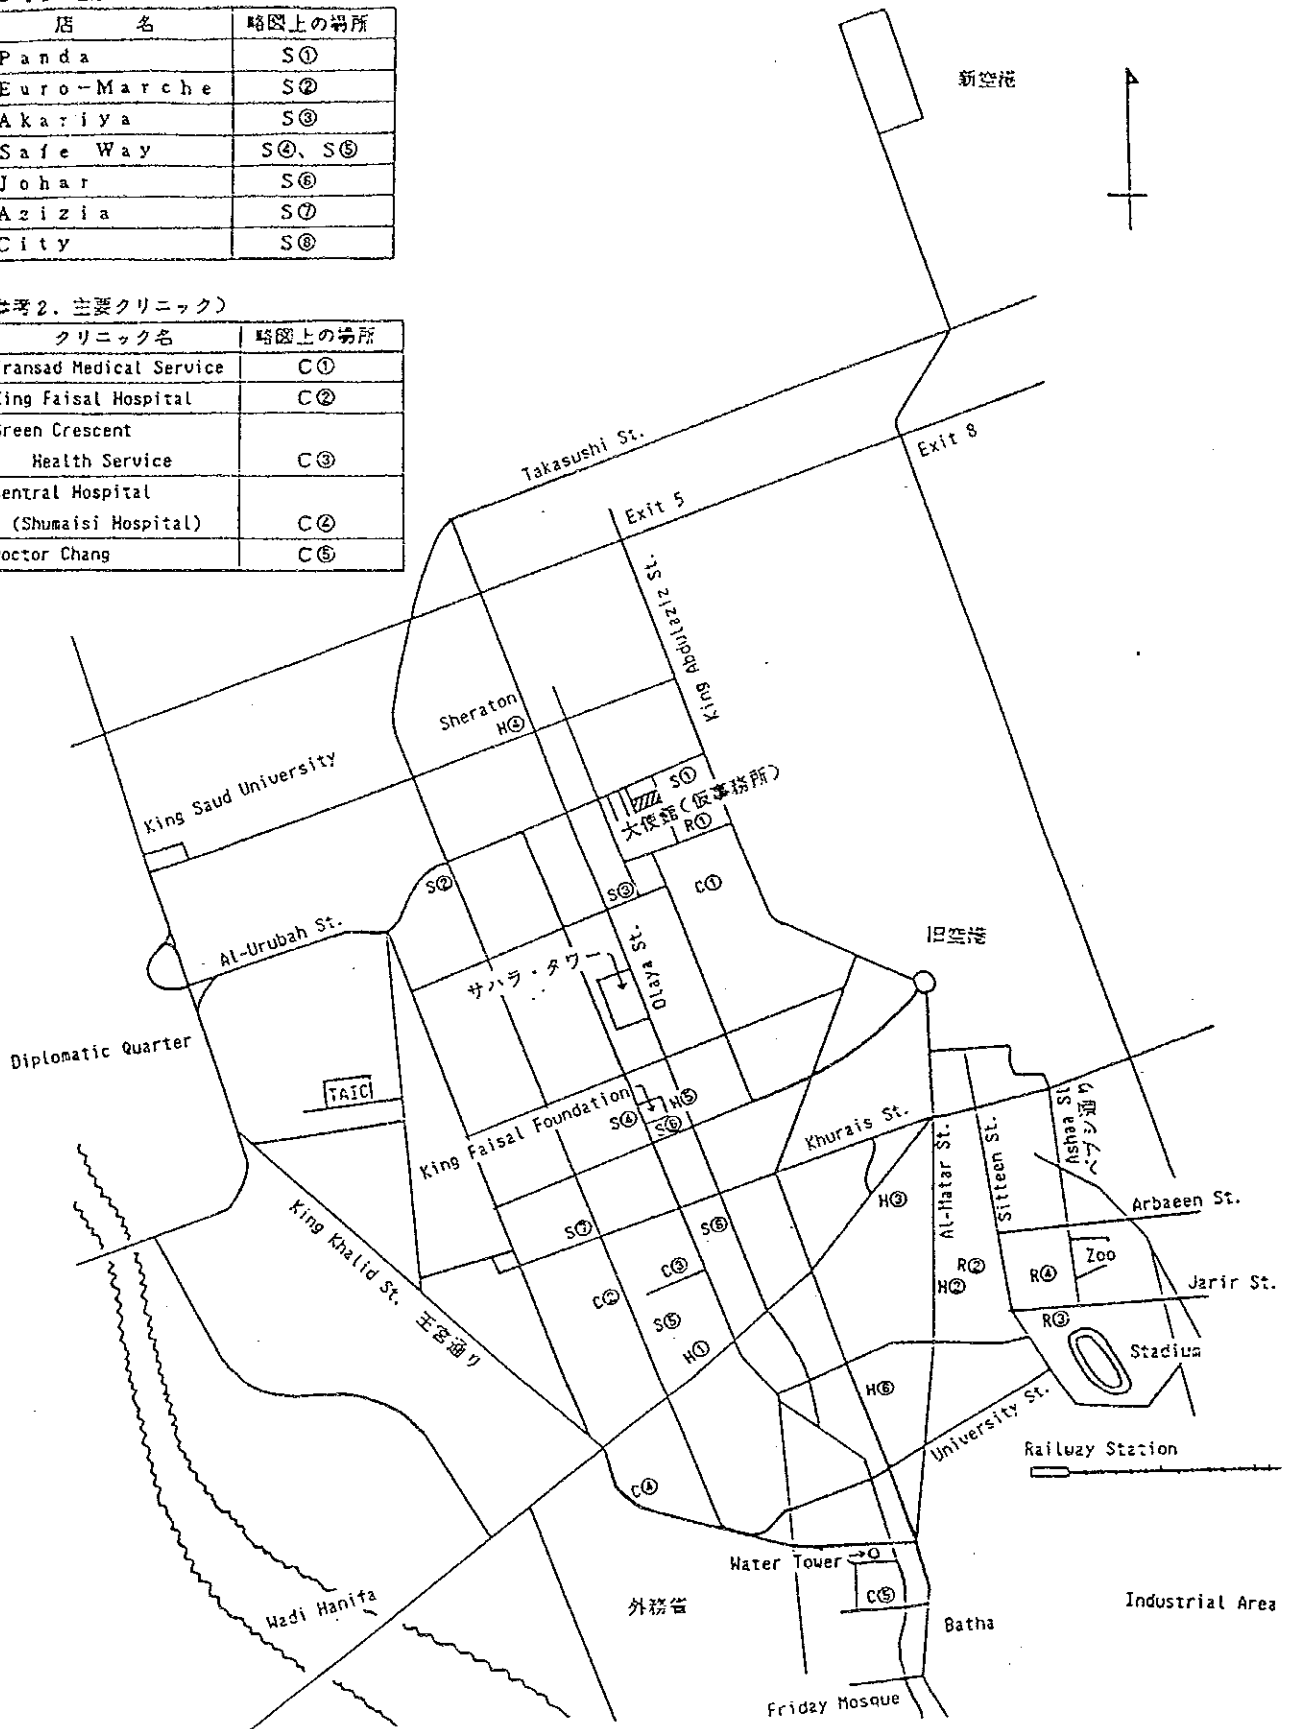 店 名 略図上の場所
Panda S①
Euro-Marche S②
Akariya S③
Safe Way S④、S⑤
Johar S⑥
Azizia S⑦
City S⑧
参考2. 主要クリニック)
クリニック名 略図上の場所
ransad Medical Service C①
ing Faisal Hospital C②
reen Crescent
Health Service C③
entral Hospital
(Shumaisi Hospital) C④
octor Chang C⑤
新空港
Takasushi St.
Exit 8
Exit 5
King Abdulaziz St.
Sheraton
H④
King Saud University
S①
大使館(仮事務所)
R①
S②
S③
C①
Al-Urubah St.
旧空港
サハラ・タワー
Olaya St.
Diplomatic Quarter
TAIC
King Faisal Foundation
H⑤
S④
S⑥
Khurais St.
Al-Matar St.
Sitteen St.
H③
Arbaeen St.
King Khalid St. 王宮通り
S⑦
C③
C②
R②
H②
R④
Zoo
Jarir St.
S⑤
R③
H①
Stadium
H⑥
University St.
Railway Station
C④
Water Tower →
C⑤
Wadi Hanifa
外務省
Batha
Industrial Area
Friday Mosque